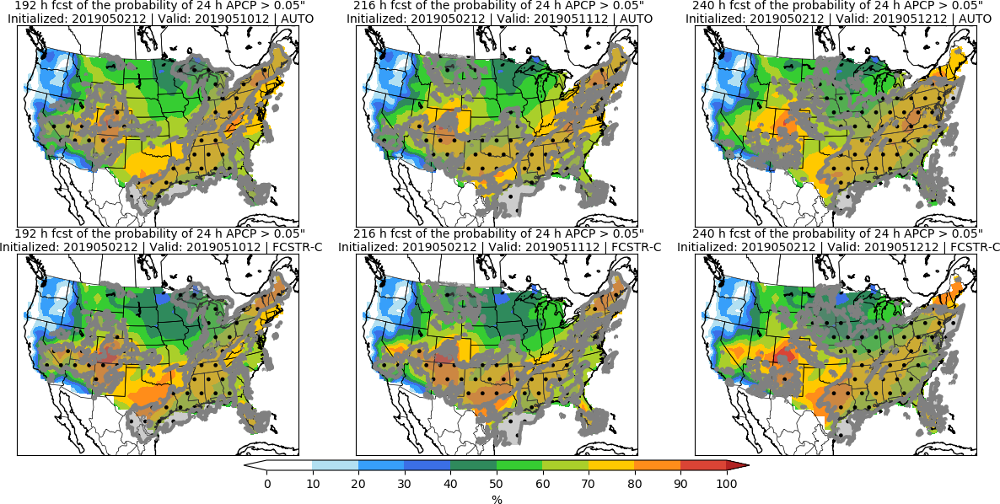 192 h fcst of the probability of 24 h APCP > 0.05"
Initialized: 2019050212 | Valid: 2019051012 | AUTO
216 h fcst of the probability of 24 h APCP > 0.05"
Initialized: 2019050212 | Valid: 2019051112 | AUTO
240 h fcst of the probability of 24 h APCP > 0.05"
Initialized: 2019050212 | Valid: 2019051212 | AUTO
192 h fcst of the probability of 24 h APCP > 0.05"
Initialized: 2019050212 | Valid: 2019051012 | FCSTR-C
216 h fcst of the probability of 24 h APCP > 0.05"
Initialized: 2019050212 | Valid: 2019051112 | FCSTR-C
240 h fcst of the probability of 24 h APCP > 0.05"
Initialized: 2019050212 | Valid: 2019051212 | FCSTR-C
0 10 20 30 40 50 60 70 80 90 100
%